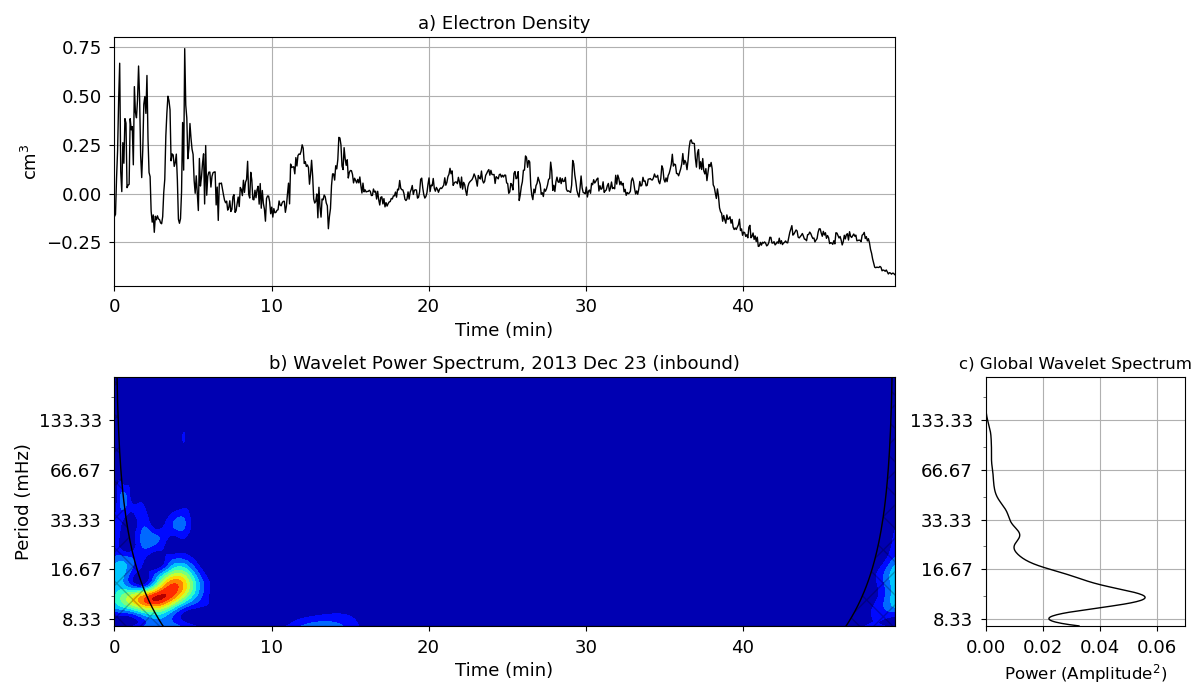 a) Electron Density
0.75
0.50
0.25
0.00
−0.25
cm³
0 10 20 30 40
Time (min)
b) Wavelet Power Spectrum, 2013 Dec 23 (inbound)
133.33
66.67
33.33
16.67
8.33
Period (mHz)
0 10 20 30 40
Time (min)
c) Global Wavelet Spectrum
133.33
66.67
33.33
16.67
8.33
0.00 0.02 0.04 0.06
Power (Amplitude²)